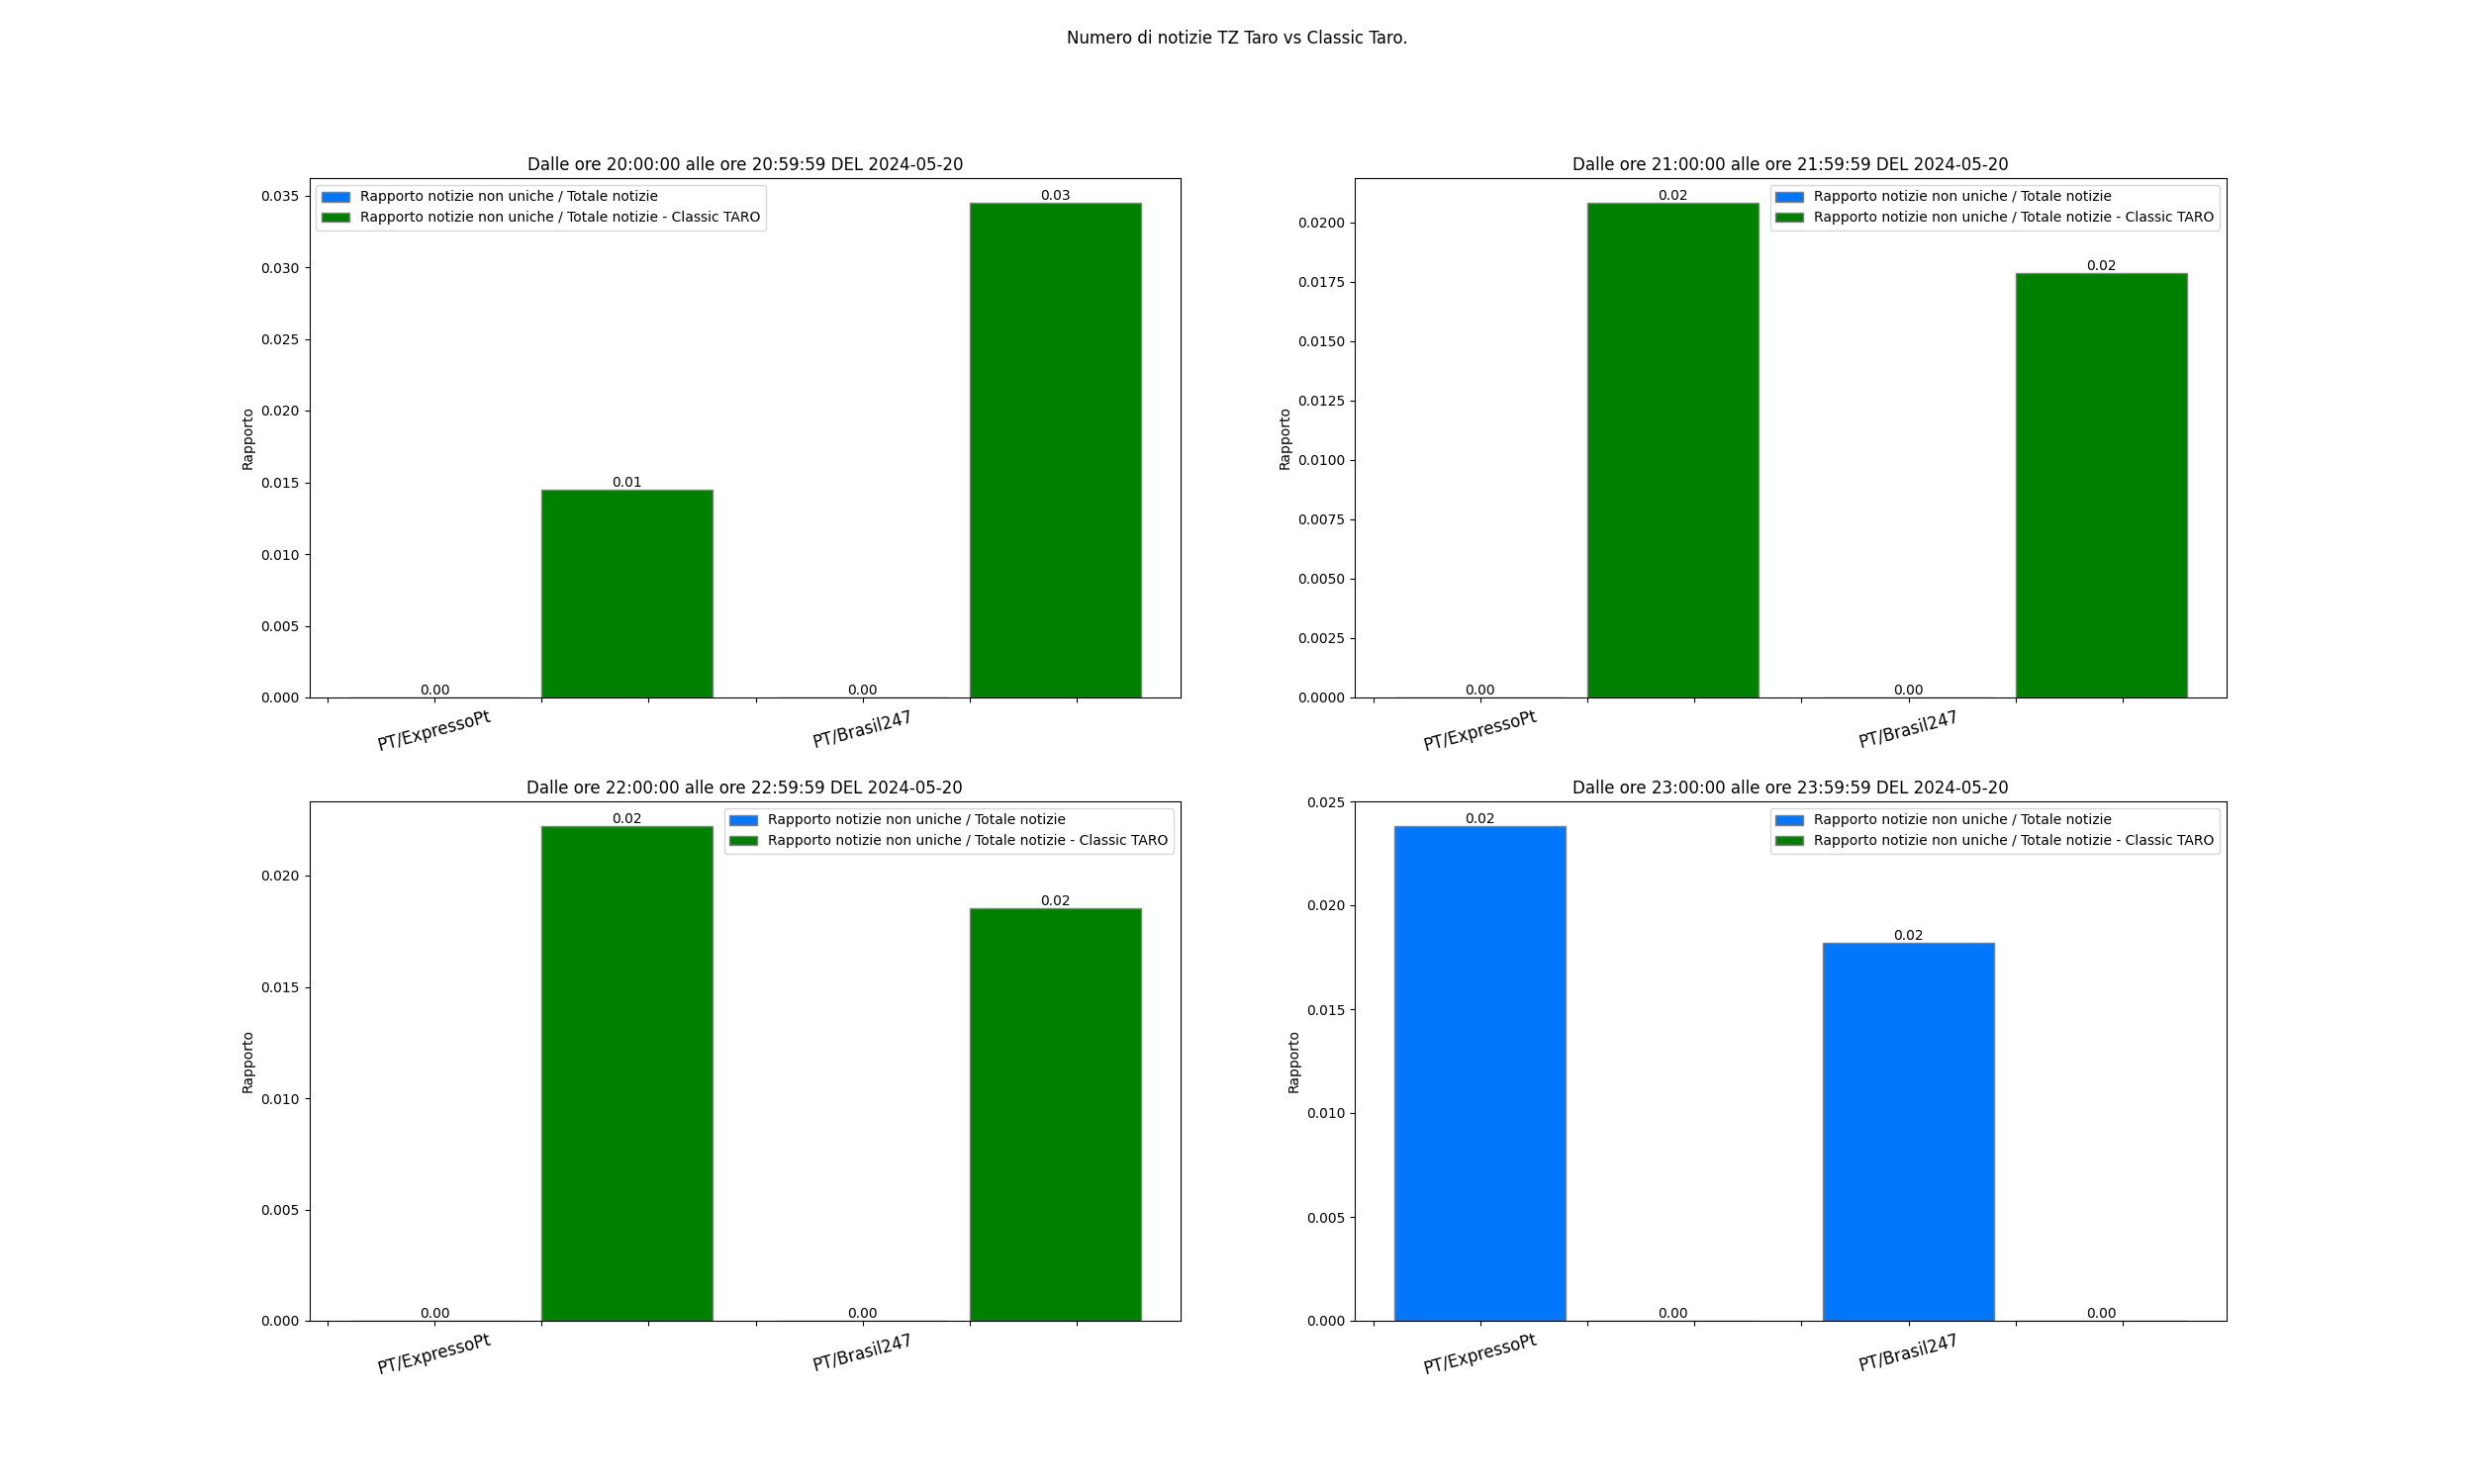 Numero di notizie TZ Taro vs Classic Taro.
Dalle ore 20:00:00 alle ore 20:59:59 DEL 2024-05-20
Rapporto notizie non uniche / Totale notizie
Rapporto notizie non uniche / Totale notizie - Classic TARO
0.035
0.030
0.025
0.020
0.015
0.010
0.005
0.000
Rapporto
0.00
0.01
0.00
0.03
PT/ExpressoPt
PT/Brasil247
Dalle ore 21:00:00 alle ore 21:59:59 DEL 2024-05-20
Rapporto notizie non uniche / Totale notizie
Rapporto notizie non uniche / Totale notizie - Classic TARO
0.0200
0.0175
0.0150
0.0125
0.0100
0.0075
0.0050
0.0025
0.0000
Rapporto
0.00
0.02
0.00
0.02
PT/ExpressoPt
PT/Brasil247
Dalle ore 22:00:00 alle ore 22:59:59 DEL 2024-05-20
Rapporto notizie non uniche / Totale notizie
Rapporto notizie non uniche / Totale notizie - Classic TARO
0.020
0.015
0.010
0.005
0.000
Rapporto
0.00
0.02
0.00
0.02
PT/ExpressoPt
PT/Brasil247
Dalle ore 23:00:00 alle ore 23:59:59 DEL 2024-05-20
Rapporto notizie non uniche / Totale notizie
Rapporto notizie non uniche / Totale notizie - Classic TARO
0.025
0.020
0.015
0.010
0.005
0.000
Rapporto
0.02
0.00
0.02
0.00
PT/ExpressoPt
PT/Brasil247